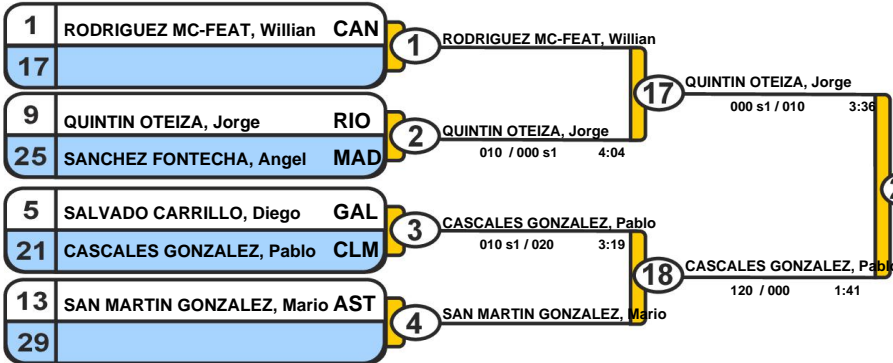 1 RODRIGUEZ MC-FEAT, Willian CAN
17
1
RODRIGUEZ MC-FEAT, Willian
9 QUINTIN OTEIZA, Jorge RIO
25 SANCHEZ FONTECHA, Angel MAD
2
QUINTIN OTEIZA, Jorge
010 / 000 s1 4:04
17
QUINTIN OTEIZA, Jorge
000 s1 / 010 3:36
5 SALVADO CARRILLO, Diego GAL
21 CASCALES GONZALEZ, Pablo CLM
3
CASCALES GONZALEZ, Pablo
010 s1 / 020 3:19
13 SAN MARTIN GONZALEZ, Mario AST
29
4
SAN MARTIN GONZALEZ, Mario
18
CASCALES GONZALEZ, Pablo
120 / 000 1:41